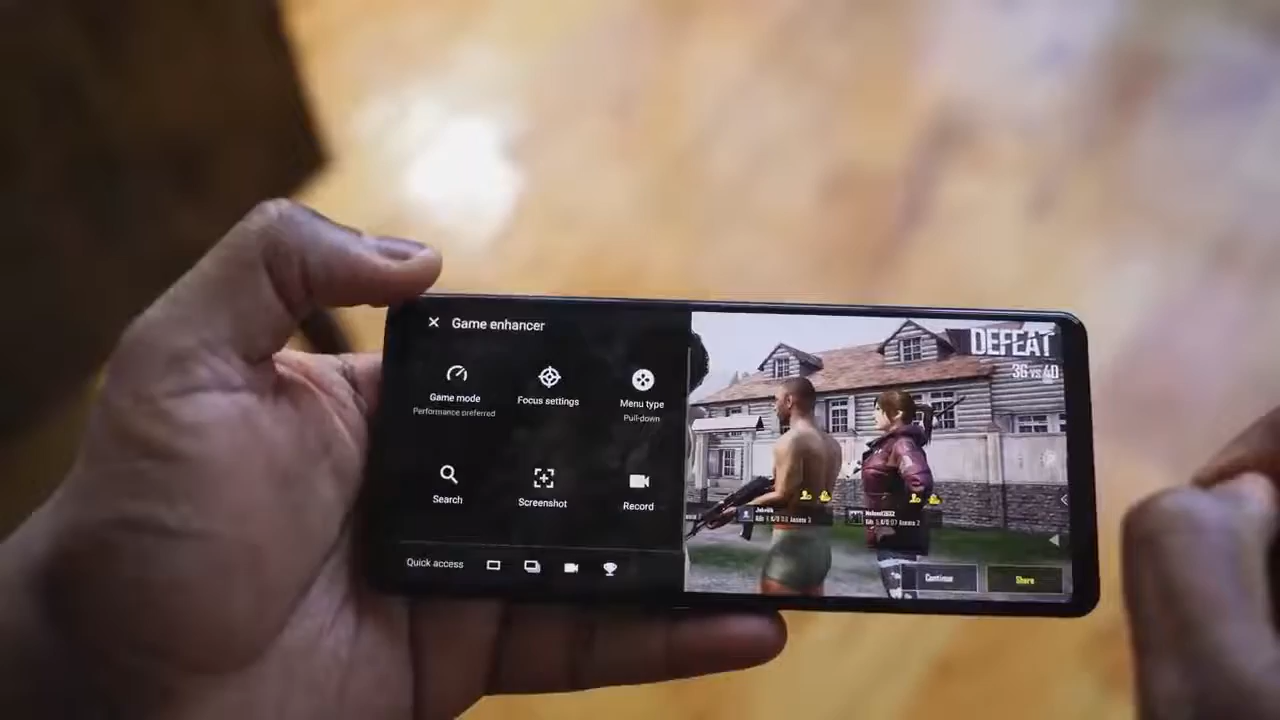 Game enhancer
Game mode
Performance preferred
Focus settings
Menu type
Pull-down
Search
Screenshot
Record
Quick access
DEFEAT
36 vs 40
Continue
Share